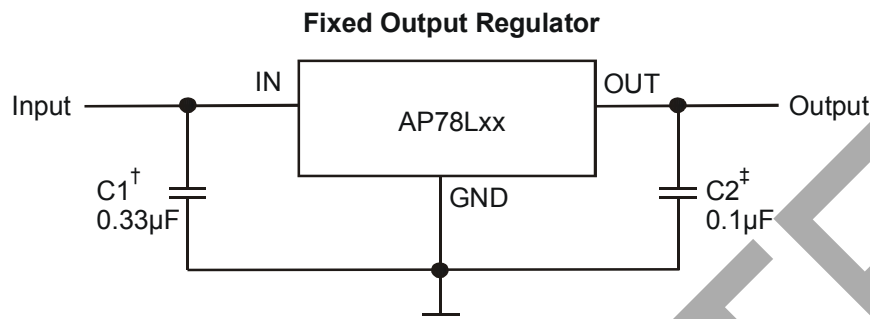 Fixed Output Regulator
Input
IN
AP78Lxx
OUT
Output
C1†
0.33µF
GND
C2‡
0.1µF